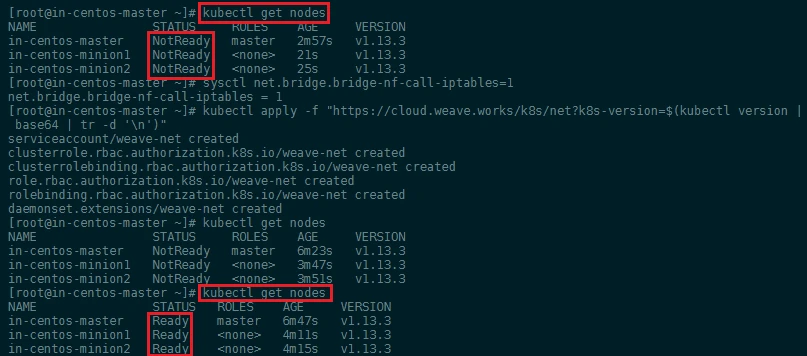 [root@in-centos-master ~]# kubectl get nodes
NAME STATUS ROLES AGE VERSION
in-centos-master NotReady master 2m57s v1.13.3
in-centos-minion1 NotReady <none> 21s v1.13.3
in-centos-minion2 NotReady <none> 25s v1.13.3
[root@in-centos-master ~]# sysctl net.bridge.bridge-nf-call-iptables=1
net.bridge.bridge-nf-call-iptables = 1
[root@in-centos-master ~]# kubectl apply -f "https://cloud.weave.works/k8s/net?k8s-version=$(kubectl version |
base64 | tr -d '\n')"
serviceaccount/weave-net created
clusterrole.rbac.authorization.k8s.io/weave-net created
clusterrolebinding.rbac.authorization.k8s.io/weave-net created
role.rbac.authorization.k8s.io/weave-net created
rolebinding.rbac.authorization.k8s.io/weave-net created
daemonset.extensions/weave-net created
[root@in-centos-master ~]# kubectl get nodes
NAME STATUS ROLES AGE VERSION
in-centos-master NotReady master 6m23s v1.13.3
in-centos-minion1 NotReady <none> 3m47s v1.13.3
in-centos-minion2 NotReady <none> 3m51s v1.13.3
[root@in-centos-master ~]# kubectl get nodes
NAME STATUS ROLES AGE VERSION
in-centos-master Ready master 6m47s v1.13.3
in-centos-minion1 Ready <none> 4m11s v1.13.3
in-centos-minion2 Ready <none> 4m15s v1.13.3